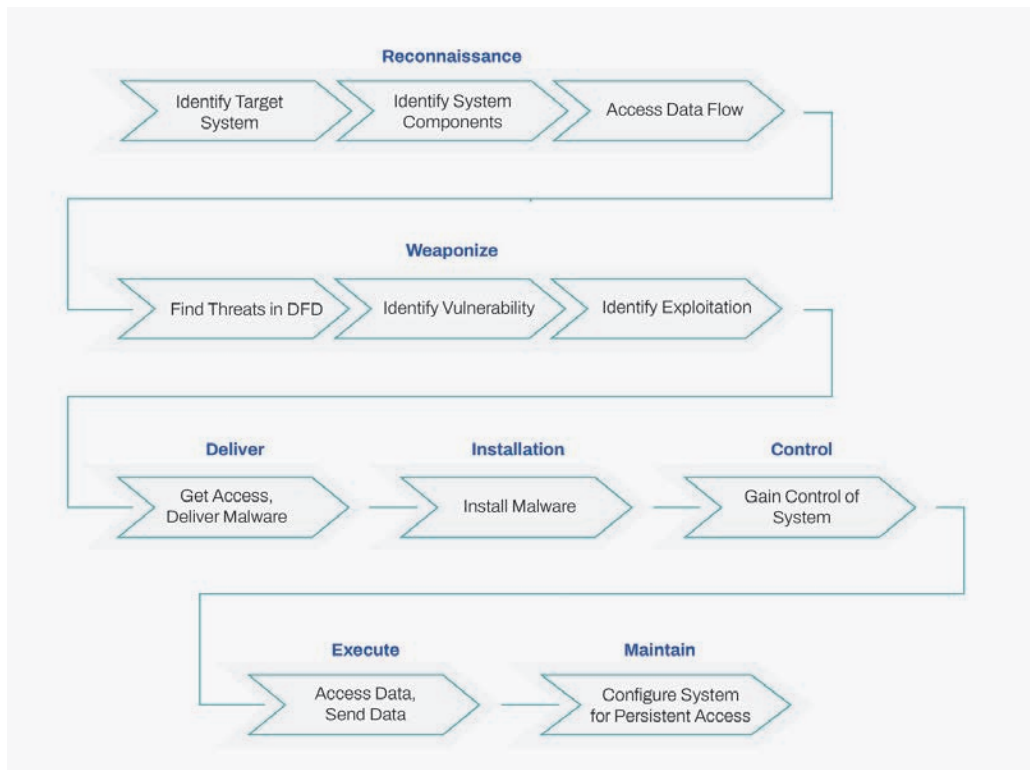 Reconnaissance
Identify Target
System
Identify System
Components
Access Data Flow
Weaponize
Find Threats in DFD
Identify Vulnerability
Identify Exploitation
Deliver
Installation
Control
Get Access,
Deliver Malware
Install Malware
Gain Control of
System
Execute
Maintain
Access Data,
Send Data
Configure System
for Persistent Access